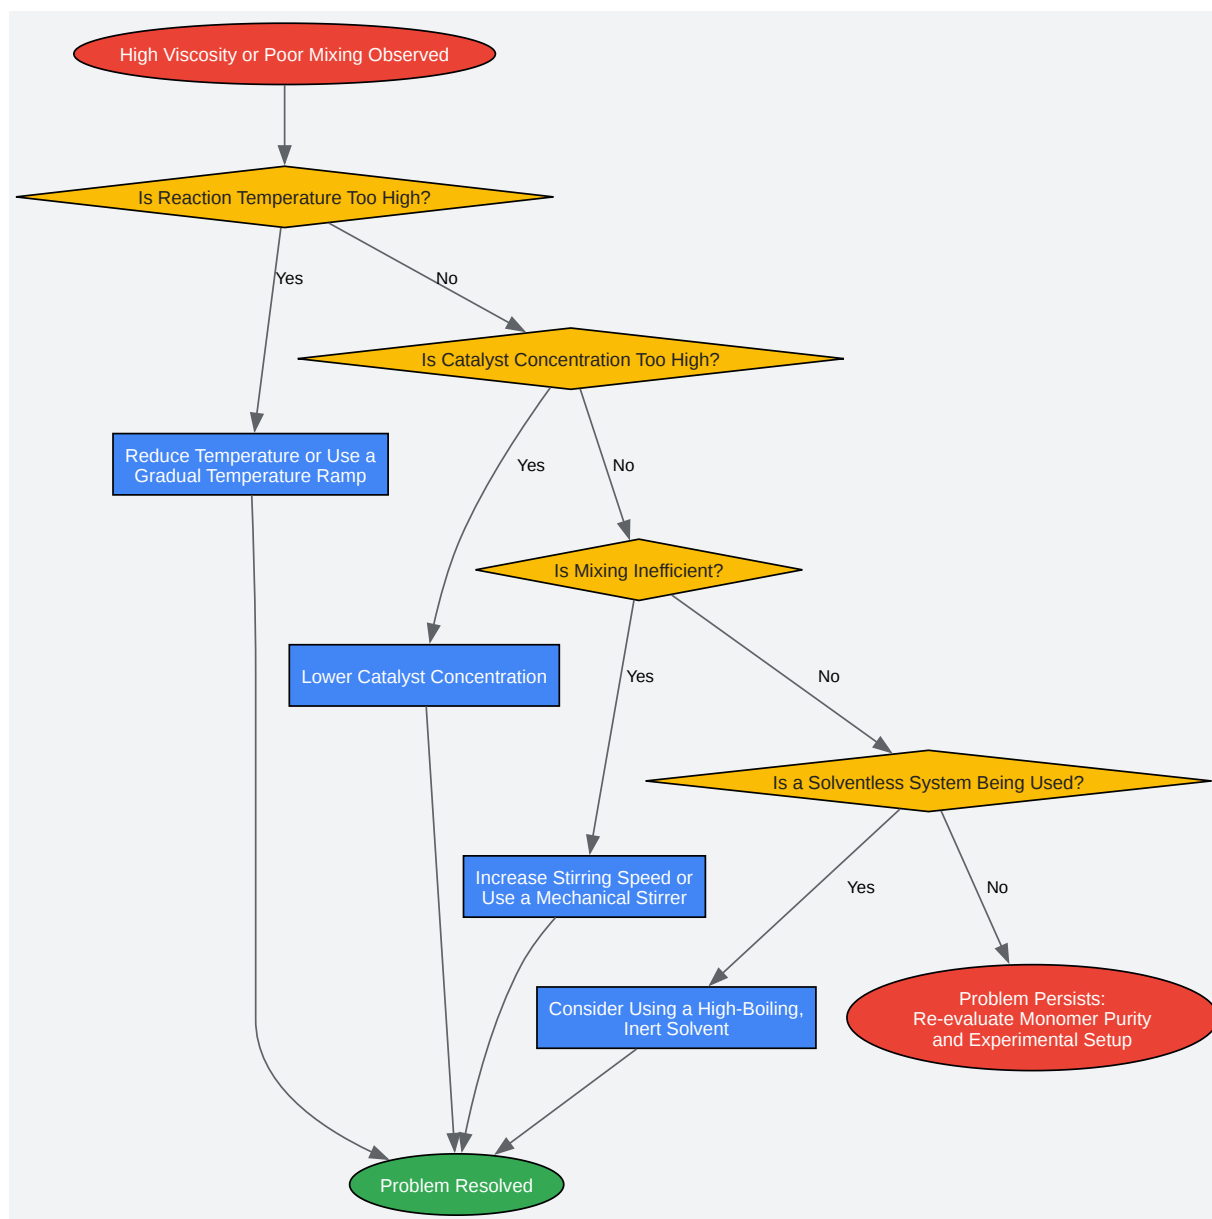 High Viscosity or Poor Mixing Observed
Is Reaction Temperature Too High?
Yes
No
Is Catalyst Concentration Too High?
Reduce Temperature or Use a
Gradual Temperature Ramp
Yes
No
Is Mixing Inefficient?
Lower Catalyst Concentration
Yes
No
Is a Solventless System Being Used?
Increase Stirring Speed or
Use a Mechanical Stirrer
Yes
No
Consider Using a High-Boiling,
Inert Solvent
Problem Persists:
Re-evaluate Monomer Purity
and Experimental Setup
Problem Resolved